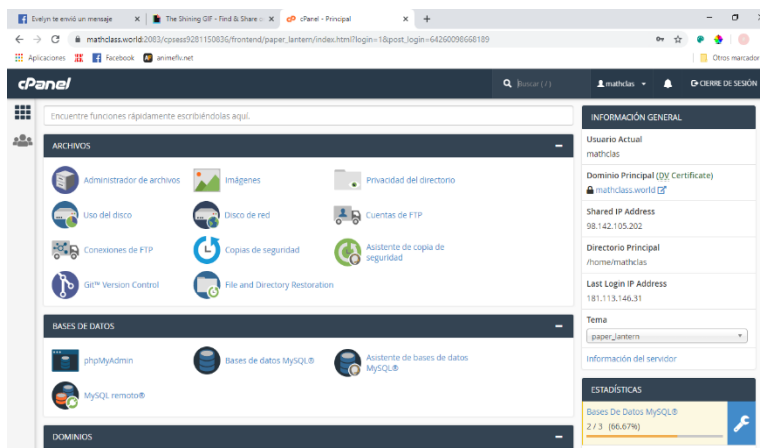 Evelyn te envió un mensaje
The Shining GIF - Find & Share o
cPanel - Principal
mathclass.world:2083/cpsess9281150836/frontend/paper_lantern/index.html?login=1&post_login=64260098668189
Aplicaciones
Facebook
animeflv.net
Otros marcador
cPanel
Buscar ( / )
mathclas
CIERRE DE SESIÓN
Encuentre funciones rápidamente escribiéndolas aquí.
ARCHIVOS
Administrador de archivos
Imágenes
Privacidad del directorio
Uso del disco
Disco de red
Cuentas de FTP
Conexiones de FTP
Copias de seguridad
Asistente de copia de
seguridad
Git™ Version Control
File and Directory Restoration
BASES DE DATOS
phpMyAdmin
Bases de datos MySQL®
Asistente de bases de datos
MySQL®
MySQL remoto®
DOMINIOS
INFORMACIÓN GENERAL
Usuario Actual
mathclas
Dominio Principal (DV Certificate)
mathclass.world
Shared IP Address
98.142.105.202
Directorio Principal
/home/mathclas
Last Login IP Address
181.113.146.31
Tema
paper_lantern
Información del servidor
ESTADÍSTICAS
Bases De Datos MySQL®
2 / 3 (66.67%)